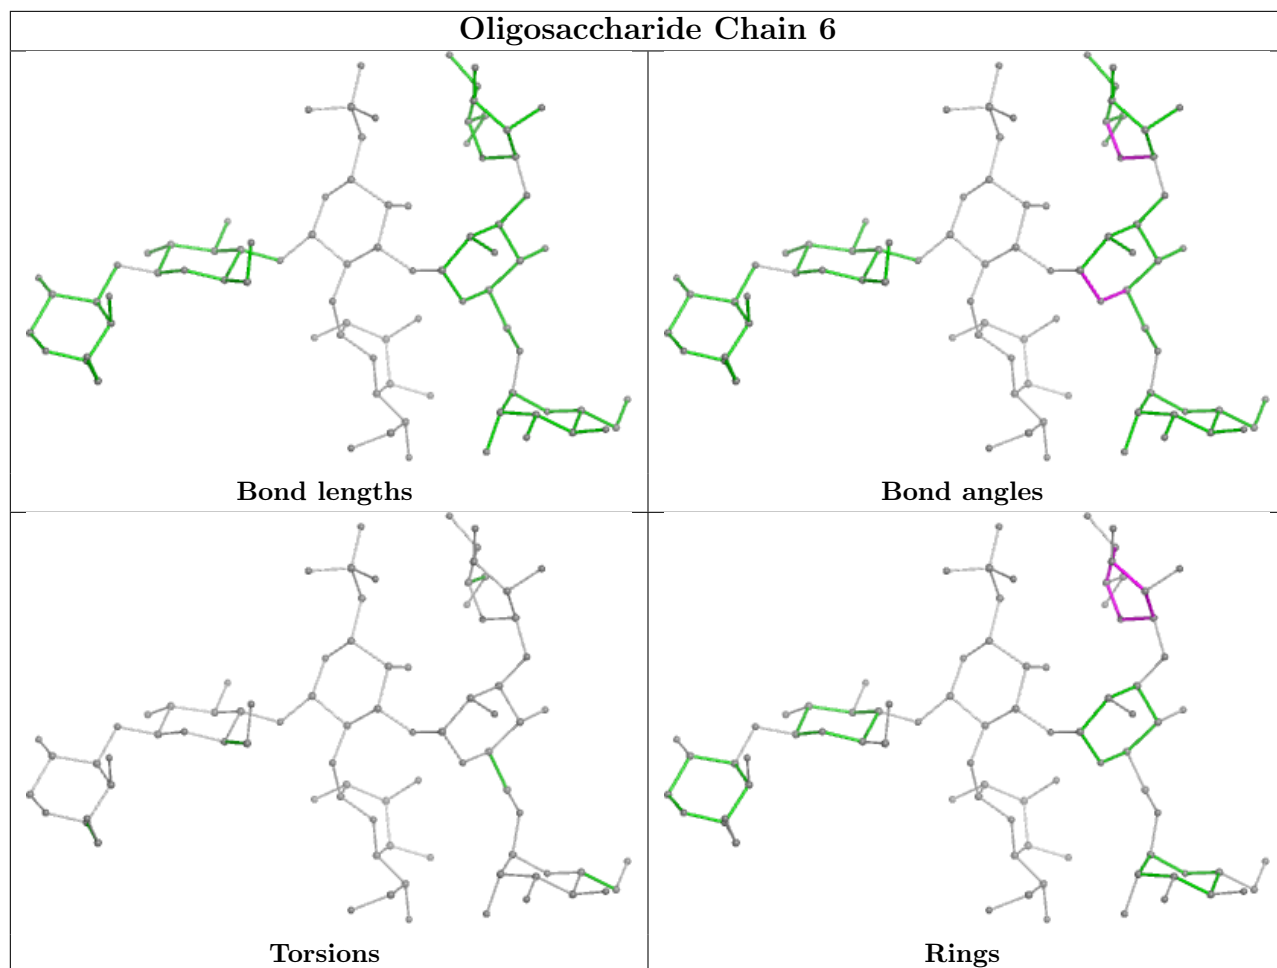 Oligosaccharide Chain 6
Bond lengths
Bond angles
Torsions
Rings